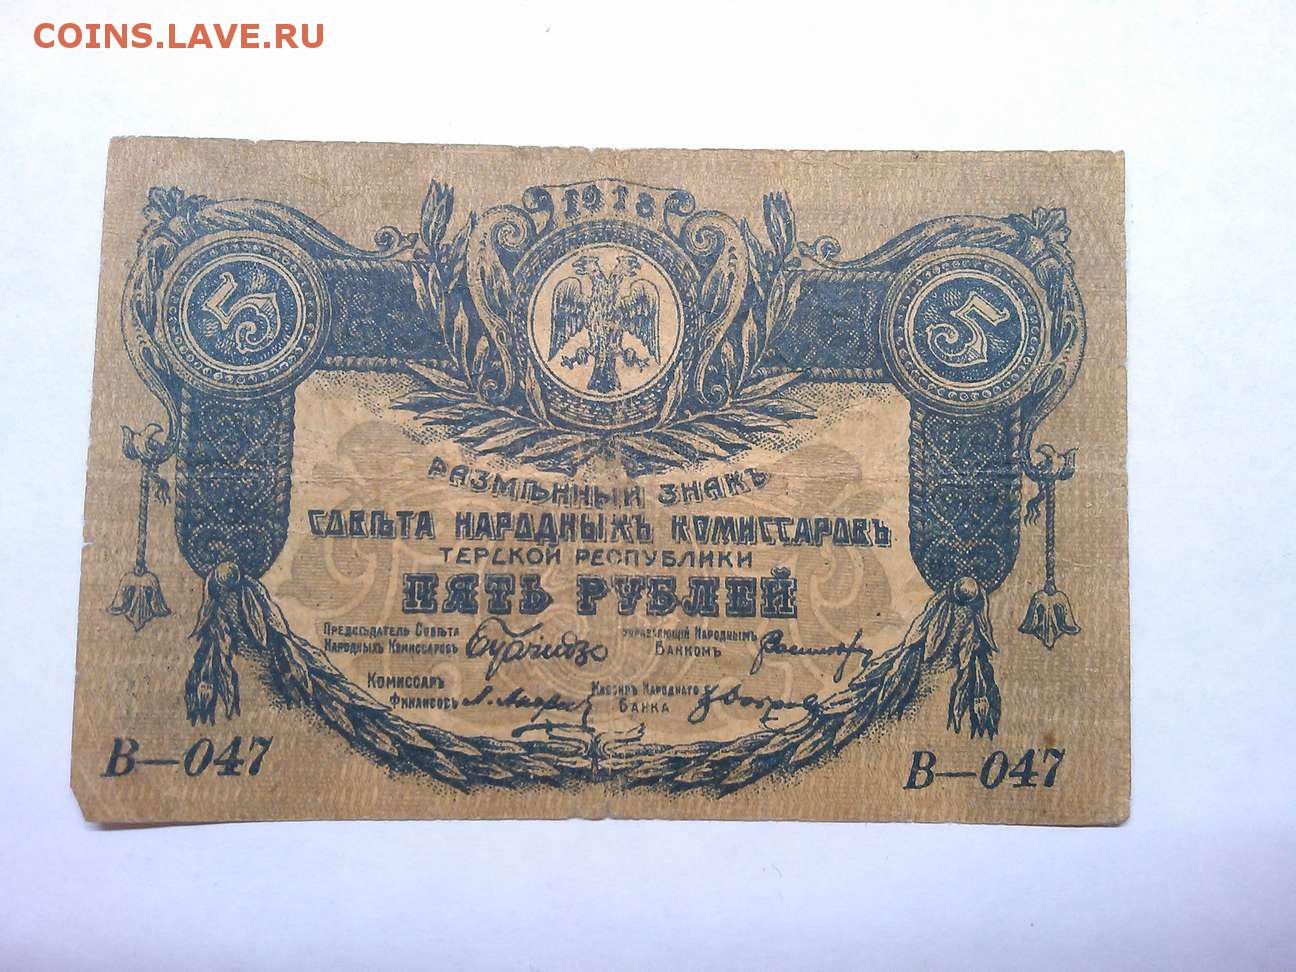 COINS.LAVE.RU
1918
5 5
РАЗМѢННЫЙ ЗНАКЪ
СОВѢТА НАРОДНЫХЪ КОМИССАРОВЪ
ТЕРСКОЙ РЕСПУБЛИКИ
ПЯТЬ РУБЛЕЙ
ПРЕДСѢДАТЕЛЬ СОВѢТА
НАРОДНЫХЪ КОМИССАРОВЪ
УПРАВЛЯЮЩІЙ НАРОДНЫМЪ
БАНКОМЪ
КОМИССАРЪ
ФИНАНСОВЪ
КАССИРЪ НАРОДНАГО
БАНКА
В—047 В—047